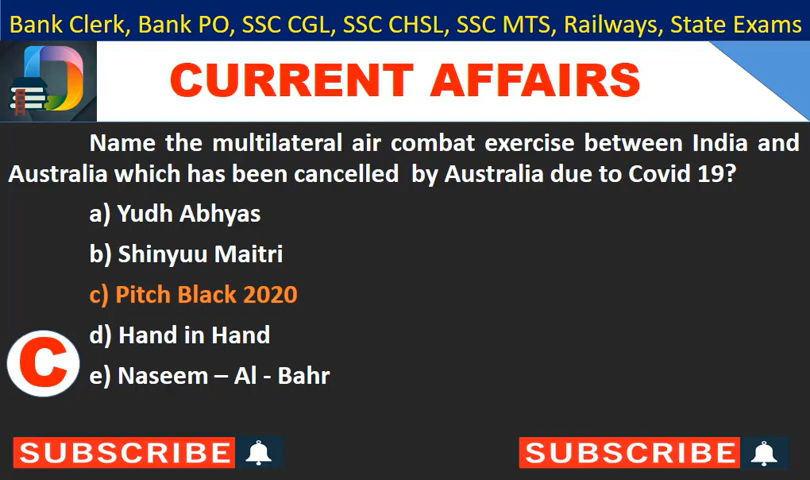 Bank Clerk, Bank PO, SSC CGL, SSC CHSL, SSC MTS, Railways, State Exams
CURRENT AFFAIRS
Name the multilateral air combat exercise between India and
Australia which has been cancelled by Australia due to Covid 19?
a) Yudh Abhyas
b) Shinyuu Maitri
c) Pitch Black 2020
d) Hand in Hand
C
e) Naseem – Al - Bahr
SUBSCRIBE
SUBSCRIBE